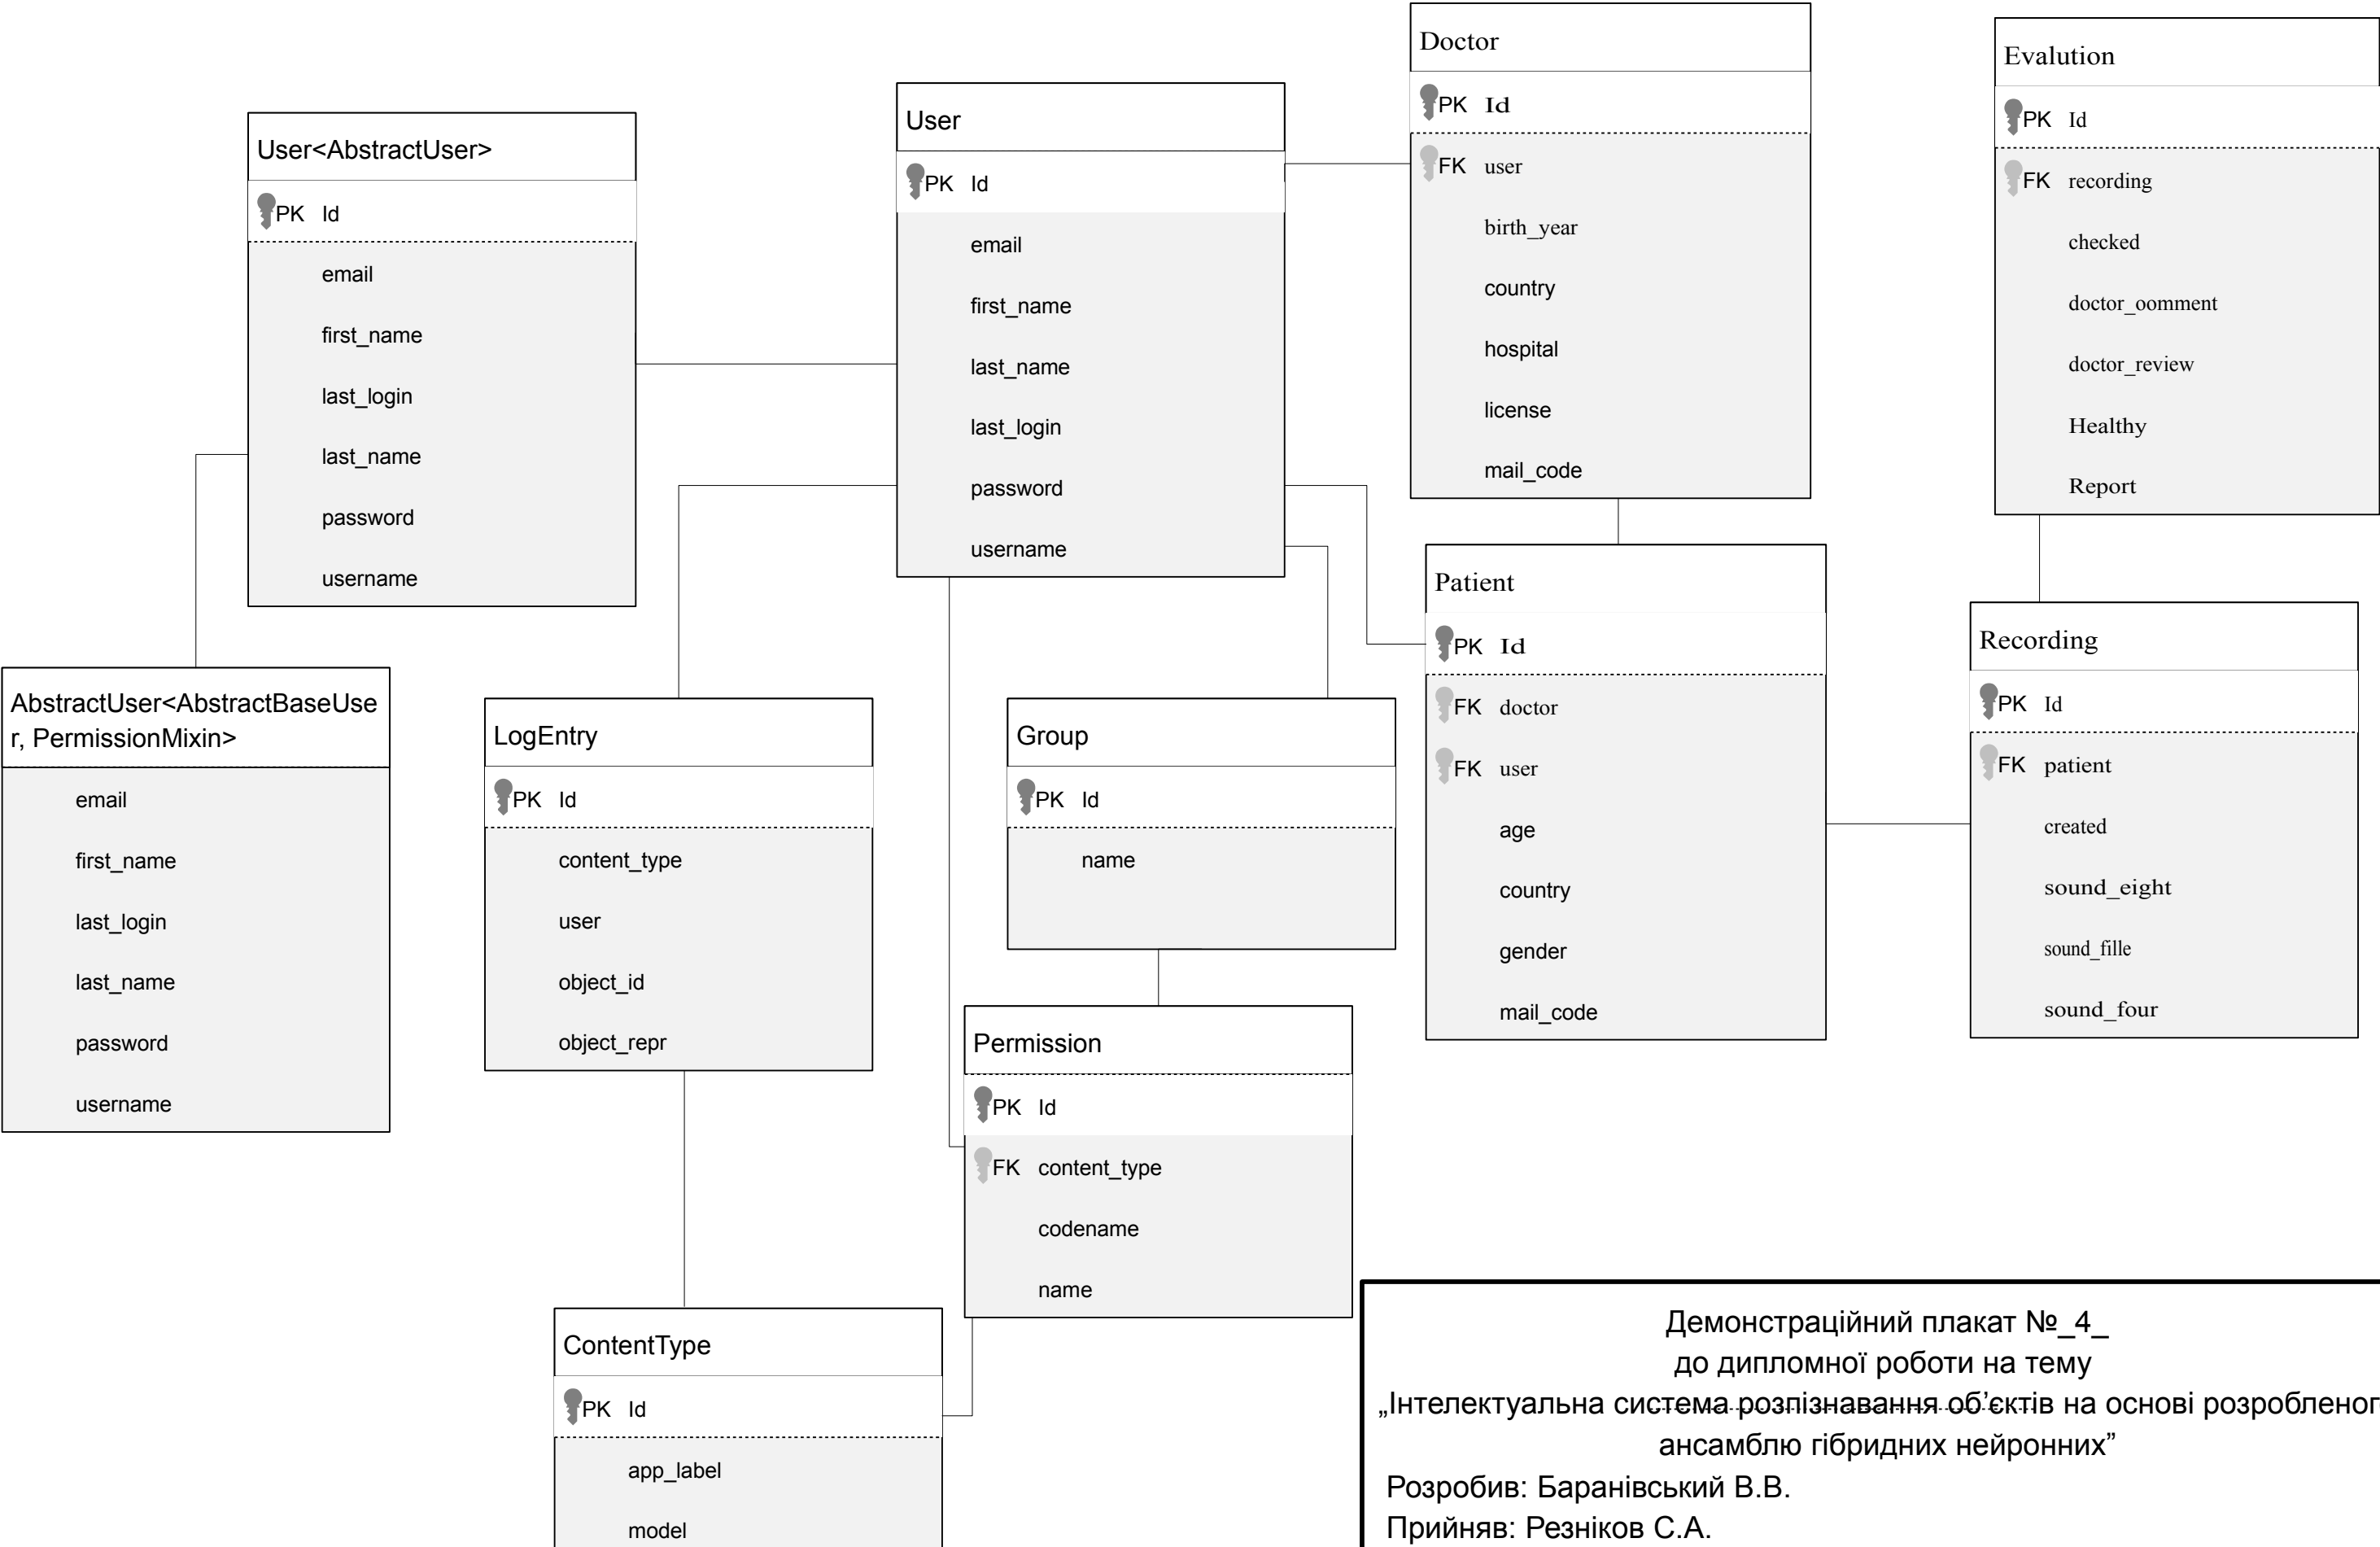 User<AbstractUser>
PK Id
email
first_name
last_login
last_name
password
username
User
PK Id
email
first_name
last_name
last_login
password
username
Doctor
PK Id
FK user
birth_year
country
hospital
license
mail_code
Evalution
PK Id
FK recording
checked
doctor_oomment
doctor_review
Healthy
Report
AbstractUser<AbstractBaseUse
r, PermissionMixin>
email
first_name
last_login
last_name
password
username
LogEntry
PK Id
content_type
user
object_id
object_repr
Group
PK Id
name
Patient
PK Id
FK doctor
FK user
age
country
gender
mail_code
Recording
PK Id
FK patient
created
sound_eight
sound_fille
sound_four
Permission
PK Id
FK content_type
codename
name
ContentType
PK Id
app_label
model
Демонстраційний плакат №_4_
до дипломної роботи на тему
„Інтелектуальна система розпізнавання об’єктів на основі розробленог
ансамблю гібридних нейронних”
Розробив: Баранівський В.В.
Прийняв: Резніков С.А.